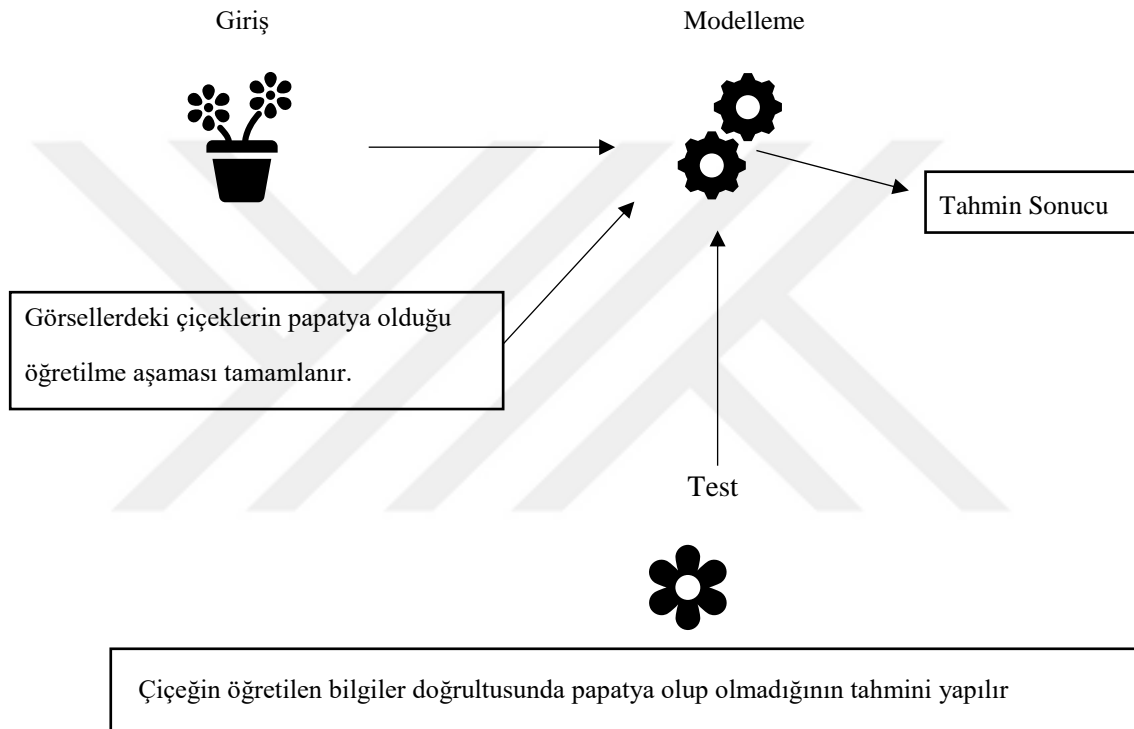 Giriş
Modelleme
Tahmin Sonucu
Görsellerdeki çiçeklerin papatya olduğu
öğretilme aşaması tamamlanır.
Test
Çiçeğin öğretilen bilgiler doğrultusunda papatya olup olmadığının tahmini yapılır